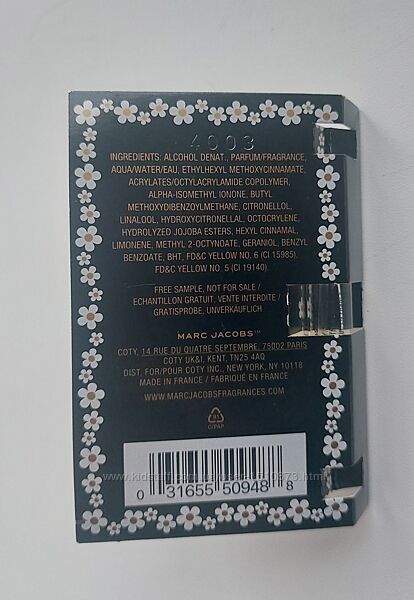 4003
INGREDIENTS: ALCOHOL DENAT., PARFUM/FRAGRANCE,
AQUA/WATER/EAU, ETHYLHEXYL METHOXYCINNAMATE,
ACRYLATES/OCTYLACRYLAMIDE COPOLYMER,
ALPHA-ISOMETHYL IONONE, BUTYL
METHOXYDIBENZOYLMETHANE, CITRONELLOL,
LINALOOL, HYDROXYCITRONELLAL, OCTOCRYLENE,
HYDROLYZED JOJOBA ESTERS, HEXYL CINNAMAL,
LIMONENE, METHYL 2-OCTYNOATE, GERANIOL, BENZYL
BENZOATE, BHT, FD&C YELLOW NO. 6 (CI 15985).
FD&C YELLOW NO. 5 (CI 19140).
FREE SAMPLE, NOT FOR SALE /
ECHANTILLON GRATUIT, VENTE INTERDITE /
GRATISPROBE, UNVERKÄUFLICH
MARC JACOBS™
COTY, 14 RUE DU QUATRE SEPTEMBRE, 75002 PARIS
COTY UK&I, KENT, TN25 4AQ
DIST. FOR/POUR COTY INC., NEW YORK, NY 10118
MADE IN FRANCE / FABRIQUÉ EN FRANCE
WWW.MARCJACOBSFRAGRANCES.COM
81
C/PAP
0 31655 50948 8